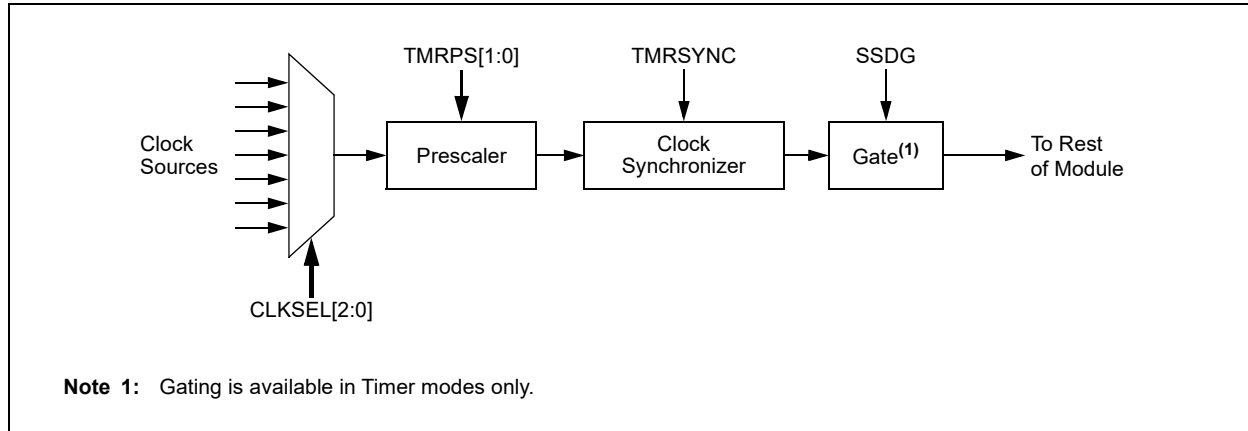 TMRPS[1:0]
TMRSYNC
SSDG
Clock
Sources
Prescaler
Clock
Synchronizer
Gate(1)
To Rest
of Module
CLKSEL[2:0]
Note 1: Gating is available in Timer modes only.